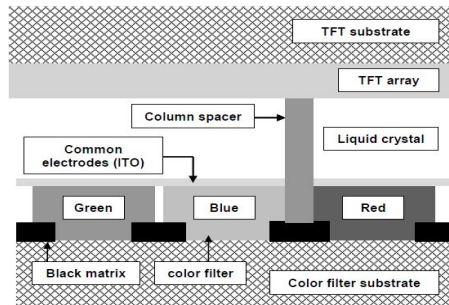 TFT substrate
TFT array
Column spacer
Liquid crystal
Common
electrodes (ITO)
Green
Blue
Red
Black matrix
color filter
Color filter substrate